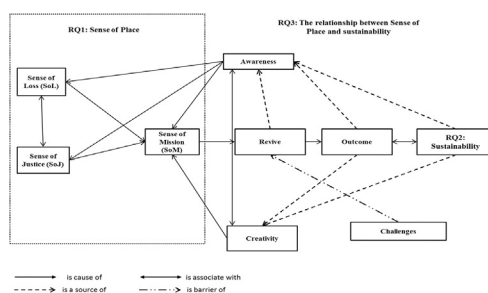 RQ1: Sense of Place
RQ3: The relationship between Sense of
Place and sustainability
Awareness
Sense of
Loss (SoL)
Sense of
Justice (SoJ)
Sense of
Mission
(SoM)
Revive
Outcome
RQ2:
Sustainability
Creativity
Challenges
is cause of
is associate with
is a source of
is barrier of